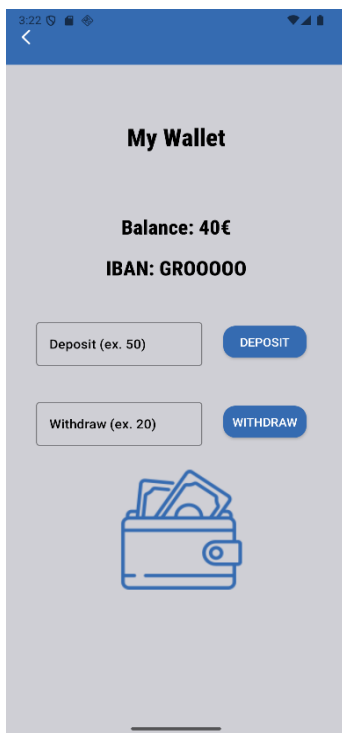 3:22
My Wallet
Balance: 40€
IBAN: GR00000
Deposit (ex. 50)
DEPOSIT
Withdraw (ex. 20)
WITHDRAW